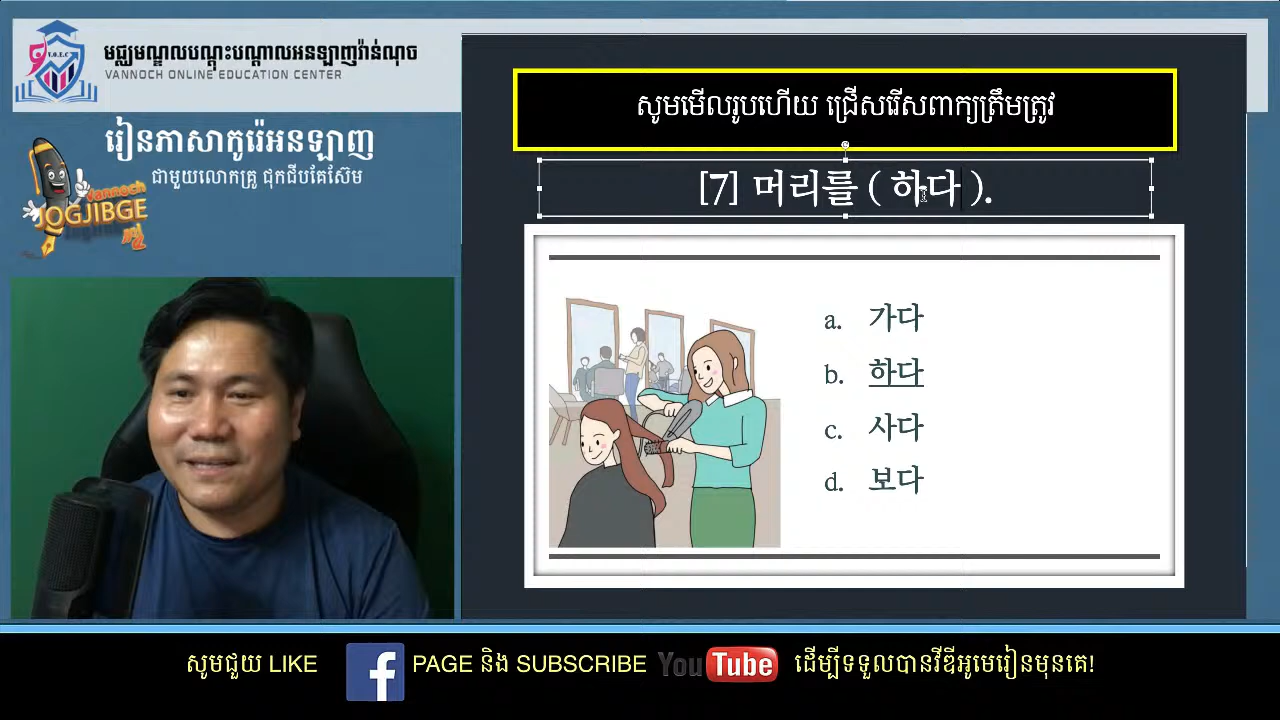 មជ្ឈមណ្ឌលបណ្តុះបណ្តាលអនឡាញវ៉ាន់ណុច
VANNOCH ONLINE EDUCATION CENTER
V.O.E.C
រៀនភាសាកូរ៉េអនឡាញ
ជាមួយលោកគ្រូ ជុកជីបគែស៊ែម
Vannoch
JOGJIBGE
សូមមើលរូបហើយ ជ្រើសរើសពាក្យត្រឹមត្រូវ
[7] 머리를 ( 하다 ).
a. 가다
b. 하다
c. 사다
d. 보다
សូមជួយ LIKE f PAGE និង SUBSCRIBE YouTube ដើម្បីទទួលបានវីឌីអូមេរៀនមុនគេ!